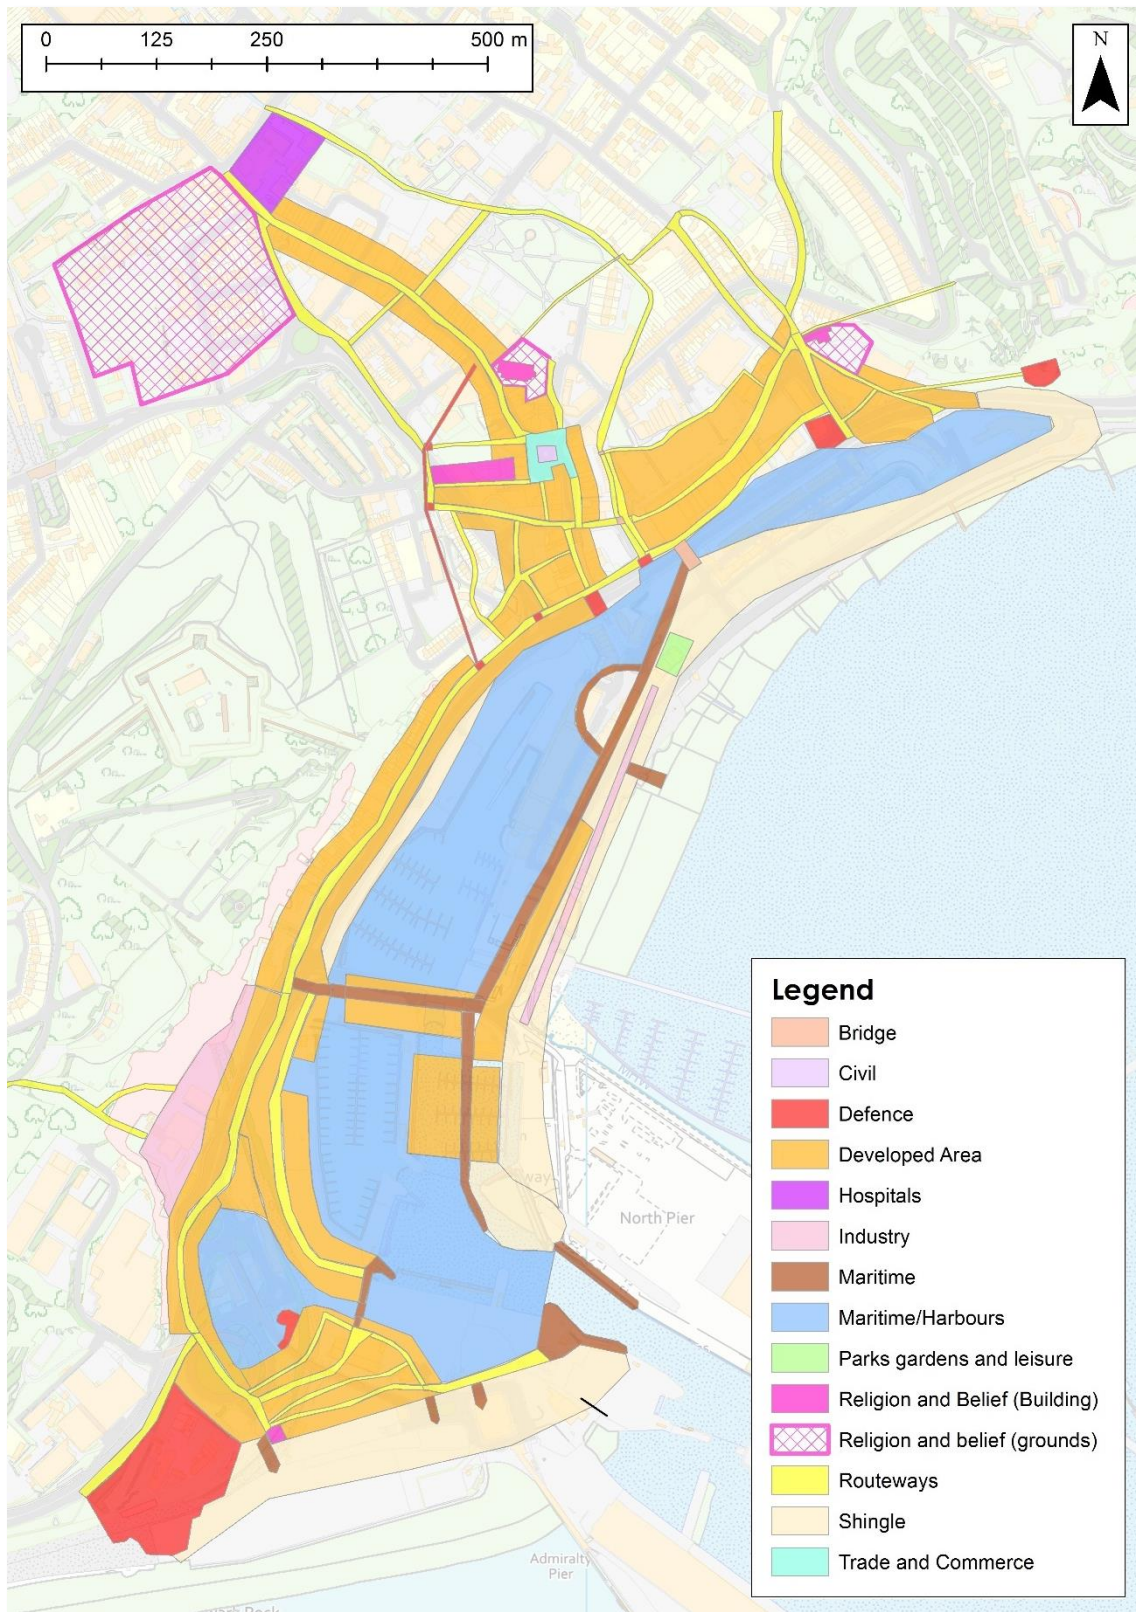 0 125 250 500 m
N
North Pier
Admiralty
Pier
Legend
Bridge
Civil
Defence
Developed Area
Hospitals
Industry
Maritime
Maritime/Harbours
Parks gardens and leisure
Religion and Belief (Building)
Religion and belief (grounds)
Routeways
Shingle
Trade and Commerce